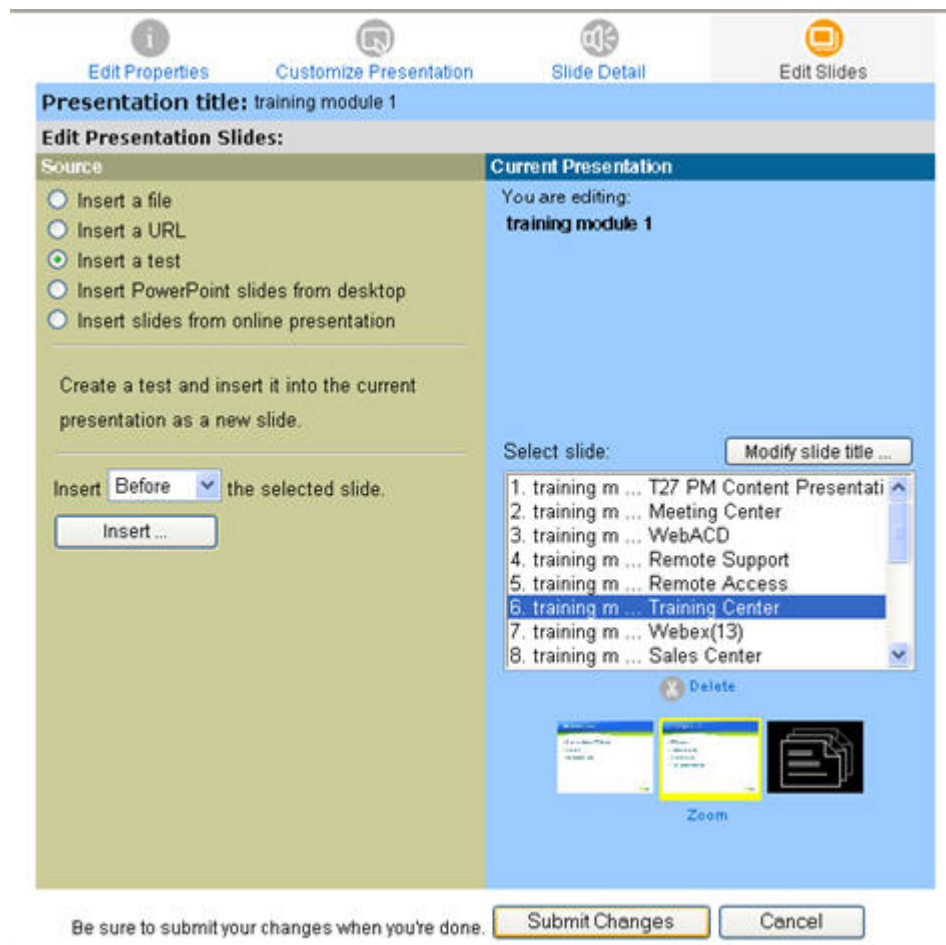 Edit Properties Customize Presentation Slide Detail Edit Slides
Presentation title: training module 1
Edit Presentation Slides:
Source
Insert a file
Insert a URL
Insert a test
Insert PowerPoint slides from desktop
Insert slides from online presentation
Create a test and insert it into the current
presentation as a new slide.
Insert Before the selected slide.
Insert ...
Current Presentation
You are editing:
training module 1
Select slide: Modify slide title ...
1. training m ... T27 PM Content Presentati
2. training m ... Meeting Center
3. training m ... WebACD
4. training m ... Remote Support
5. training m ... Remote Access
6. training m ... Training Center
7. training m ... Webex(13)
8. training m ... Sales Center
Delete
Zoom
Be sure to submit your changes when you're done. Submit Changes Cancel